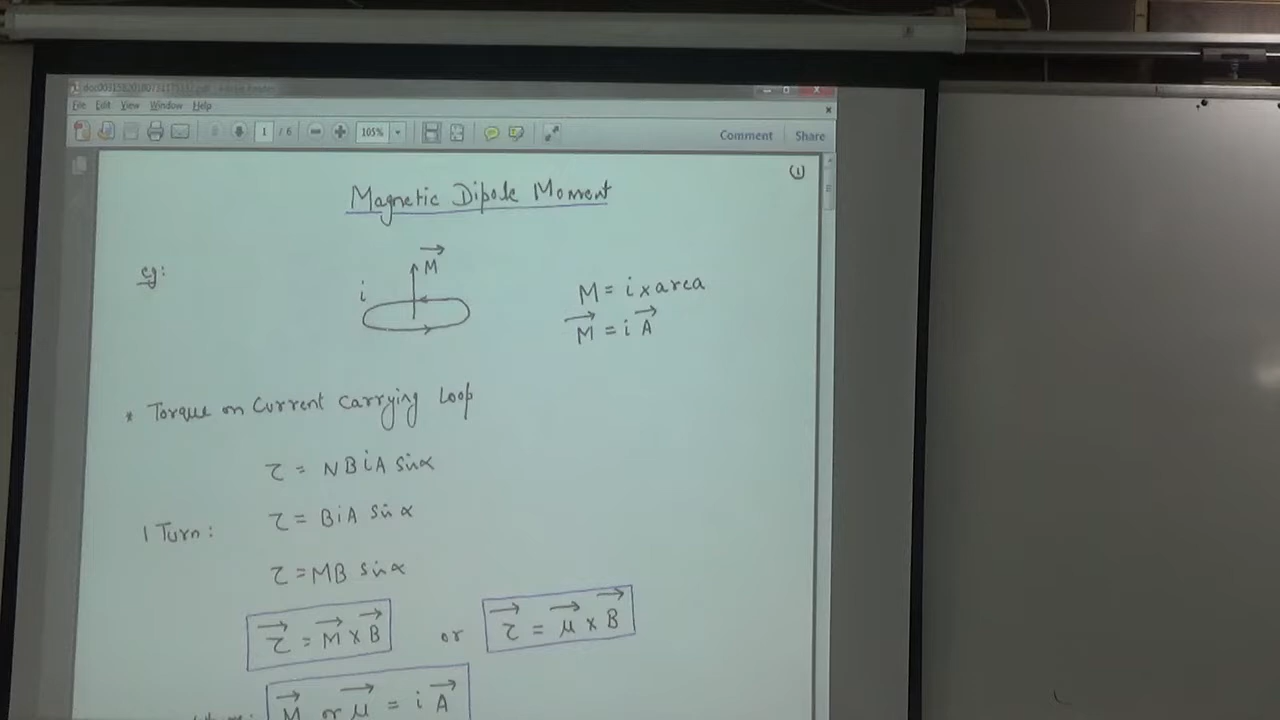 File Edit View Window Help
1 / 6 105% Comment Share
①
Magnetic Dipole Moment
eg:
M⃗
i
M = i × area
M⃗ = i A⃗
* Torque on Current Carrying Loop
τ = NBiA sinα
1 Turn: τ = BiA sinα
τ = MB sinα
τ⃗ = M⃗ × B⃗ or τ⃗ = μ⃗ × B⃗
M⃗ or μ⃗ = i A⃗